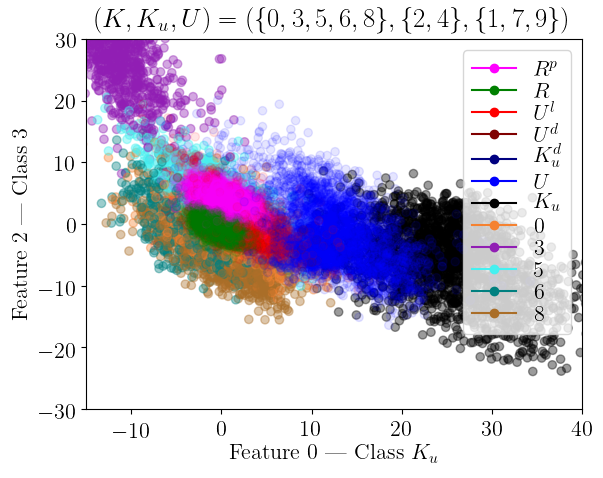 (K, K_u, U) = ({0, 3, 5, 6, 8}, {2, 4}, {1, 7, 9})
30
20
10
0
−10
−20
−30
Feature 2 — Class 3
R^p
R
U^l
U^d
K_u^d
U
K_u
0
3
5
6
8
−10
0
10
20
30
40
Feature 0 — Class K_u